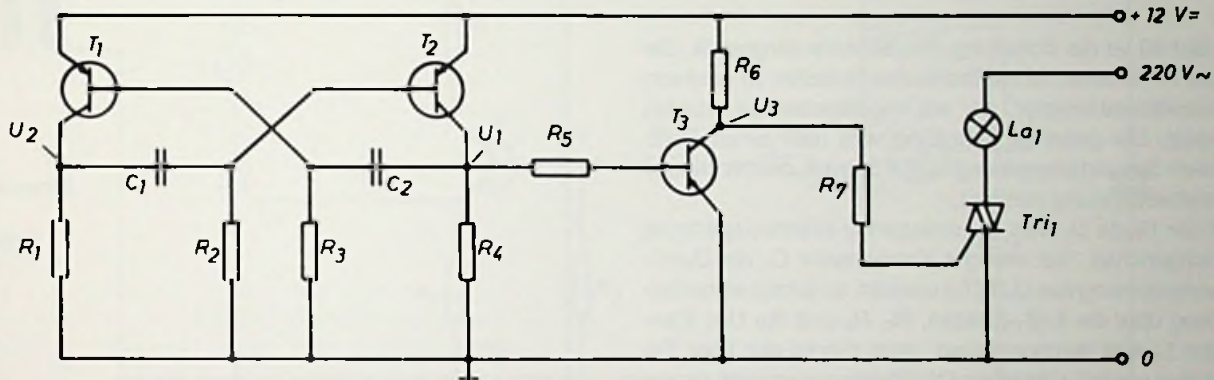 + 12 V=
T1
T2
R6
220 V~
U2
U1
R5
T3
U3
La1
C1
C2
R7
R1
R2
R3
R4
Tri1
0